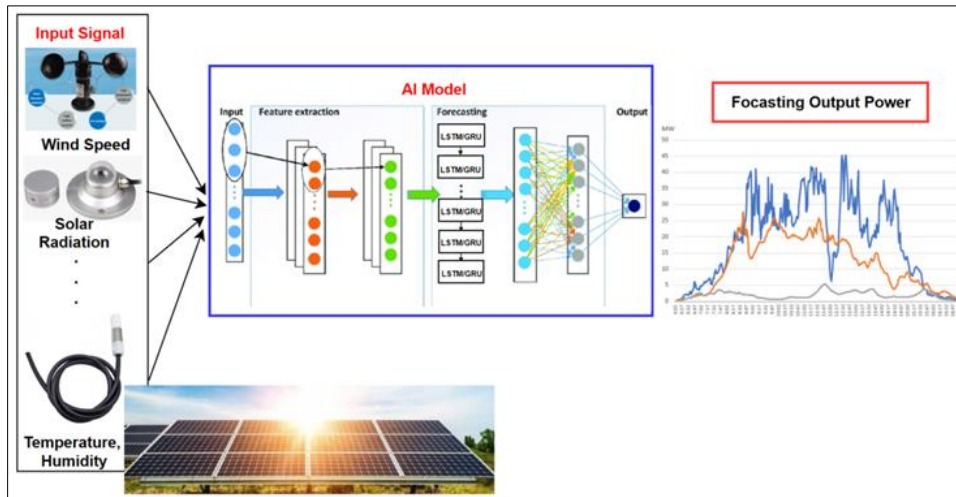 Input Signal
Wind Speed
Solar
Radiation
Temperature,
Humidity
AI Model
Input
Feature extraction
Forecasting
Output
LSTM/GRU
LSTM/GRU
LSTM/GRU
LSTM/GRU
LSTM/GRU
Focasting Output Power
MW
50
45
40
35
30
25
20
15
10
5
0